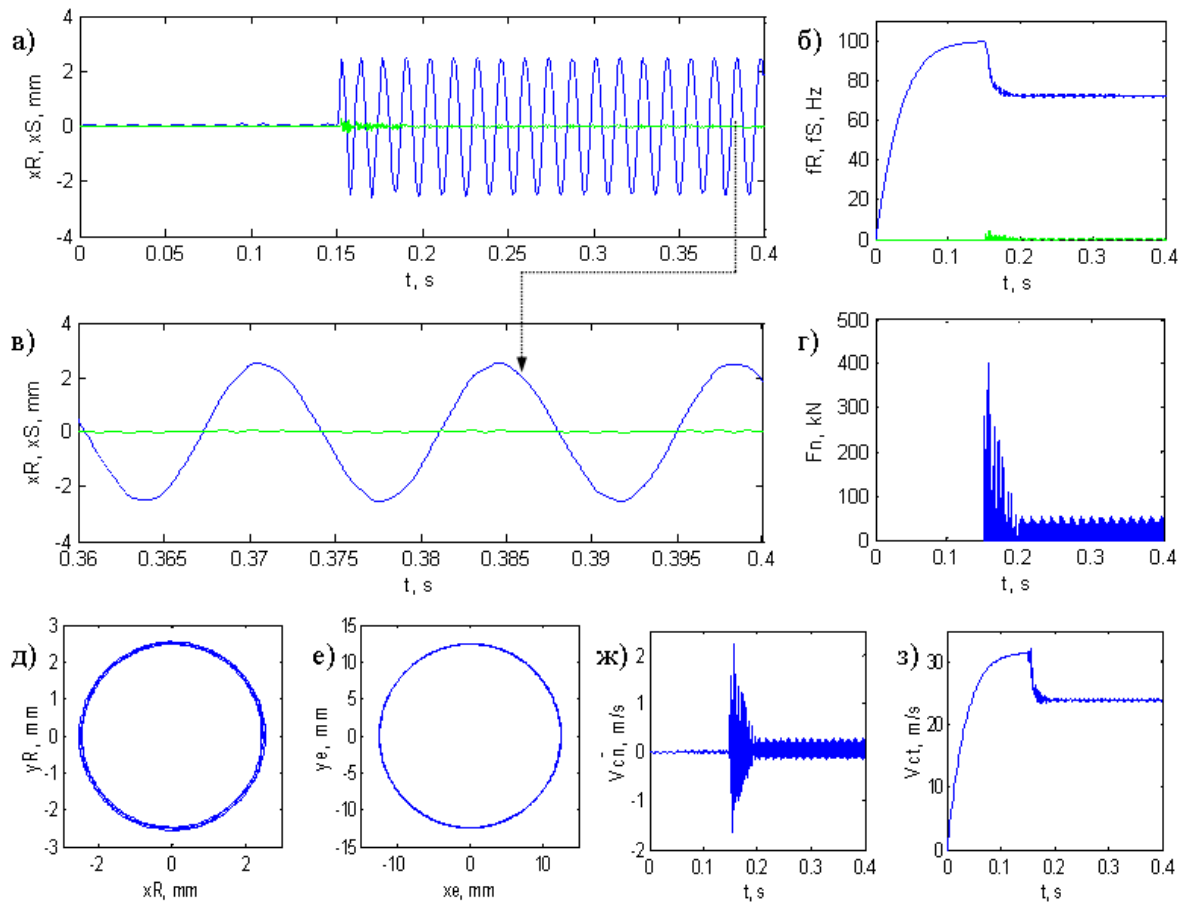 а)
4
2
0
-2
-4
xR, xS, mm
0 0.05 0.1 0.15 0.2 0.25 0.3 0.35 0.4
t, s
б)
100
80
60
40
20
0
fR, fS, Hz
0 0.1 0.2 0.3 0.4
t, s
в)
4
2
0
-2
-4
xR, xS, mm
0.36 0.365 0.37 0.375 0.38 0.385 0.39 0.395 0.4
t, s
г)
500
400
300
200
100
0
Fn, kN
0 0.1 0.2 0.3 0.4
t, s
д)
3
2
1
0
-1
-2
-3
yR, mm
-2 0 2
xR, mm
е)
15
10
5
0
-5
-10
-15
ye, mm
-10 0 10
xe, mm
ж)
3
2
1
0
-1
-2
Vcn, m/s
0 0.1 0.2 0.3 0.4
t, s
з)
30
20
10
0
Vct, m/s
0 0.1 0.2 0.3 0.4
t, s